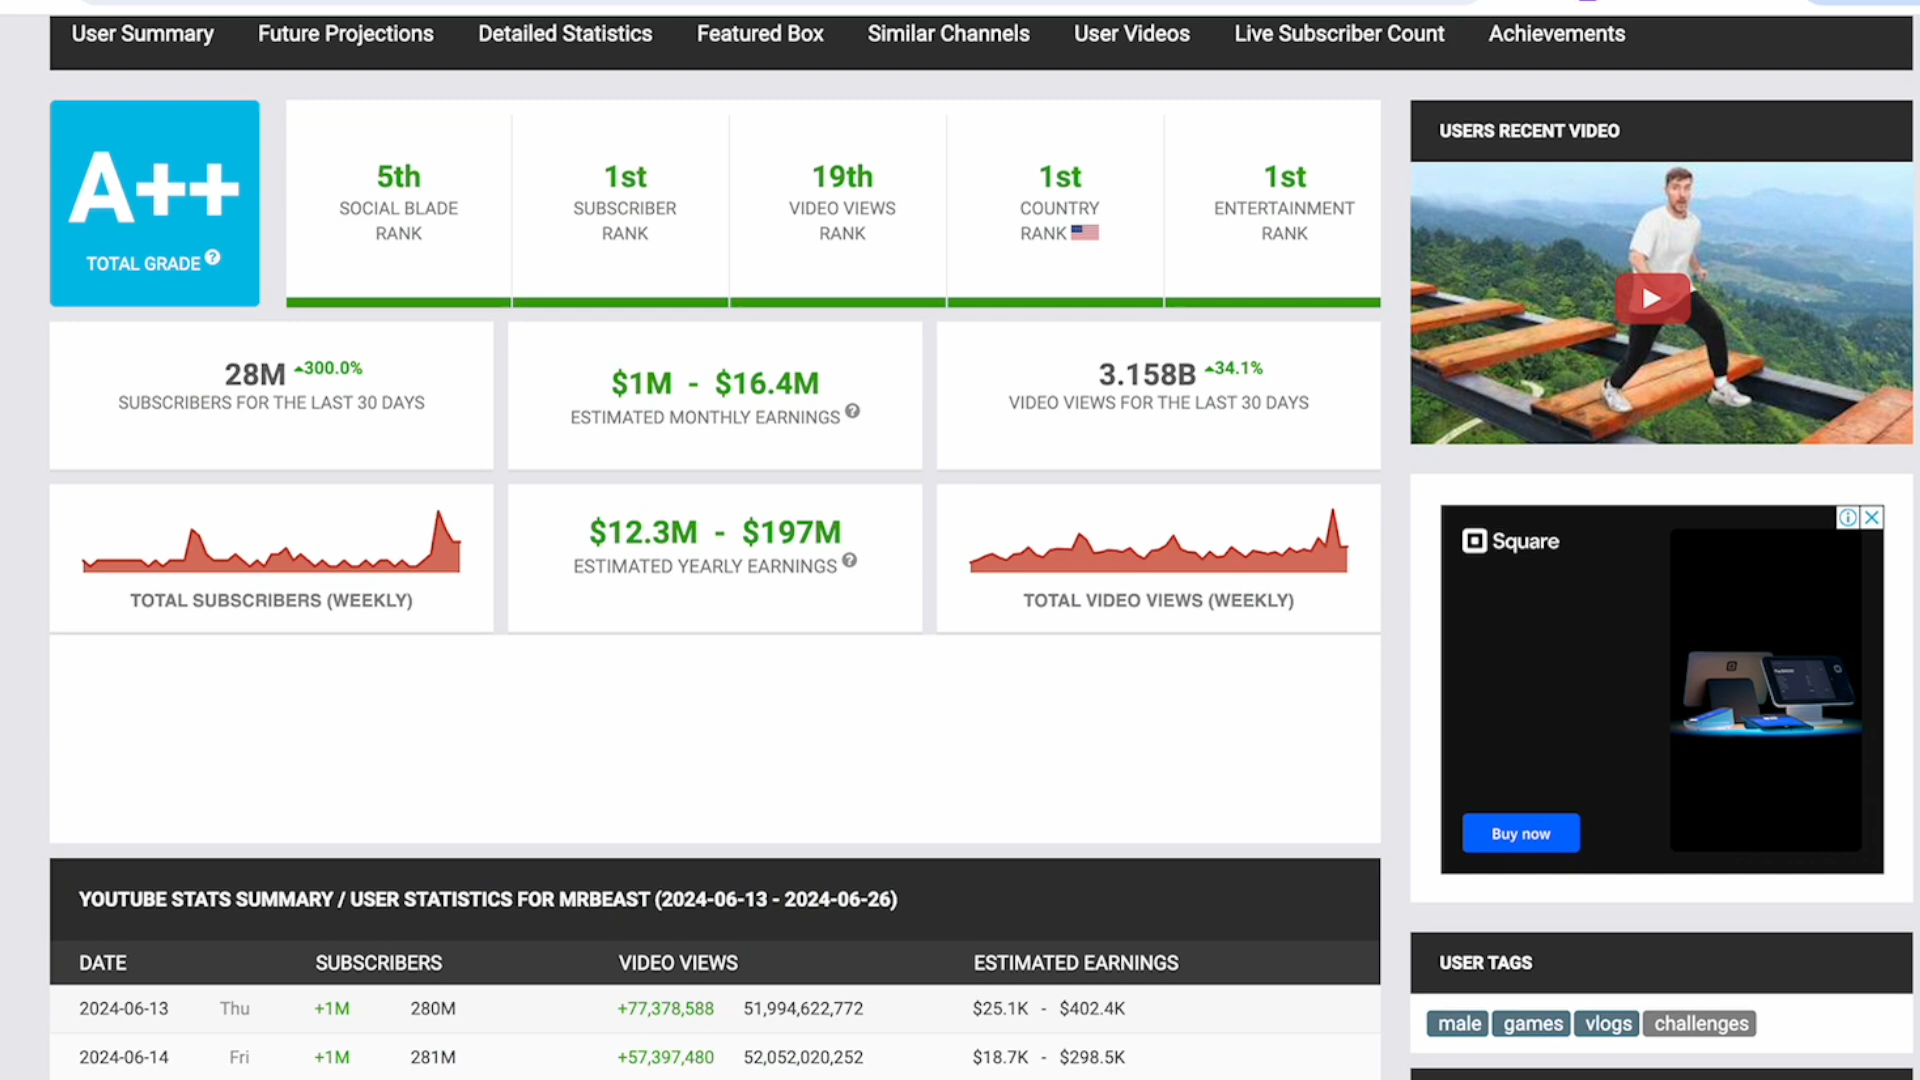 User Summary Future Projections Detailed Statistics Featured Box Similar Channels User Videos Live Subscriber Count Achievements
A++
TOTAL GRADE ?
5th
SOCIAL BLADE
RANK
1st
SUBSCRIBER
RANK
19th
VIDEO VIEWS
RANK
1st
COUNTRY
RANK
1st
ENTERTAINMENT
RANK
USERS RECENT VIDEO
28M 300.0%
SUBSCRIBERS FOR THE LAST 30 DAYS
$1M - $16.4M
ESTIMATED MONTHLY EARNINGS ?
3.158B 34.1%
VIDEO VIEWS FOR THE LAST 30 DAYS
TOTAL SUBSCRIBERS (WEEKLY)
$12.3M - $197M
ESTIMATED YEARLY EARNINGS ?
TOTAL VIDEO VIEWS (WEEKLY)
Square
Buy now
YOUTUBE STATS SUMMARY / USER STATISTICS FOR MRBEAST (2024-06-13 - 2024-06-26)
DATE SUBSCRIBERS VIDEO VIEWS ESTIMATED EARNINGS
2024-06-13 Thu +1M 280M +77,378,588 51,994,622,772 $25.1K - $402.4K
2024-06-14 Fri +1M 281M +57,397,480 52,052,020,252 $18.7K - $298.5K
USER TAGS
male games vlogs challenges